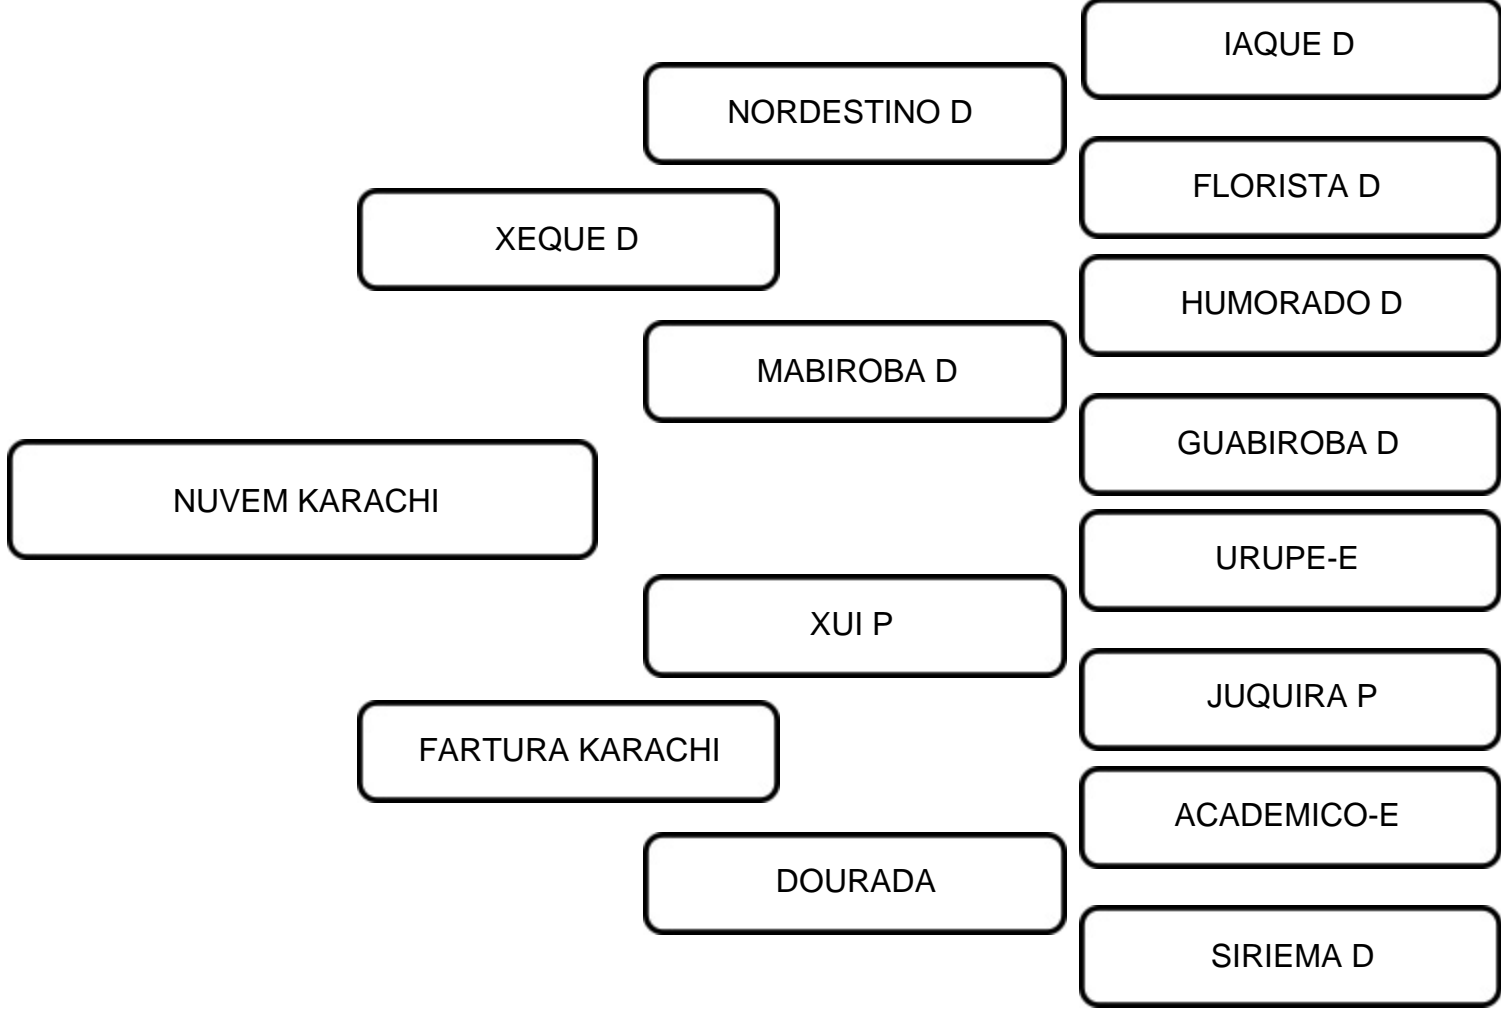 IAQUE D
NORDESTINO D
FLORISTA D
XEQUE D
HUMORADO D
MABIROBA D
GUABIROBA D
NUVEM KARACHI
URUPE-E
XUI P
JUQUIRA P
FARTURA KARACHI
ACADEMICO-E
DOURADA
SIRIEMA D